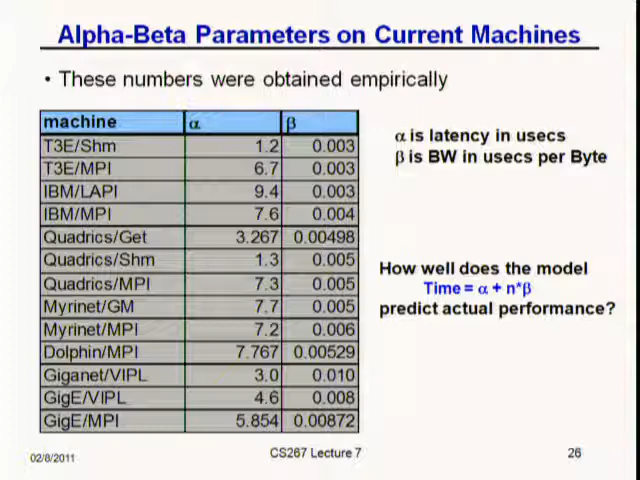 Alpha-Beta Parameters on Current Machines
• These numbers were obtained empirically
machine α β
T3E/Shm 1.2 0.003
T3E/MPI 6.7 0.003
IBM/LAPI 9.4 0.003
IBM/MPI 7.6 0.004
Quadrics/Get 3.267 0.00498
Quadrics/Shm 1.3 0.005
Quadrics/MPI 7.3 0.005
Myrinet/GM 7.7 0.005
Myrinet/MPI 7.2 0.006
Dolphin/MPI 7.767 0.00529
Giganet/VIPL 3.0 0.010
GigE/VIPL 4.6 0.008
GigE/MPI 5.854 0.00872
α is latency in usecs
β is BW in usecs per Byte
How well does the model
Time = α + n*β
predict actual performance?
02/8/2011
CS267 Lecture 7
26